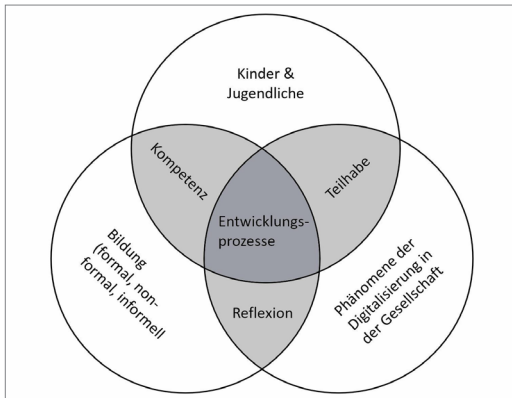 Kinder &
Jugendliche
Kompetenz
Teilhabe
Entwicklungs-
prozesse
Bildung
(formal, non-
formal, informell
Phänomene der
Digitalisierung in
der Gesellschaft
Reflexion